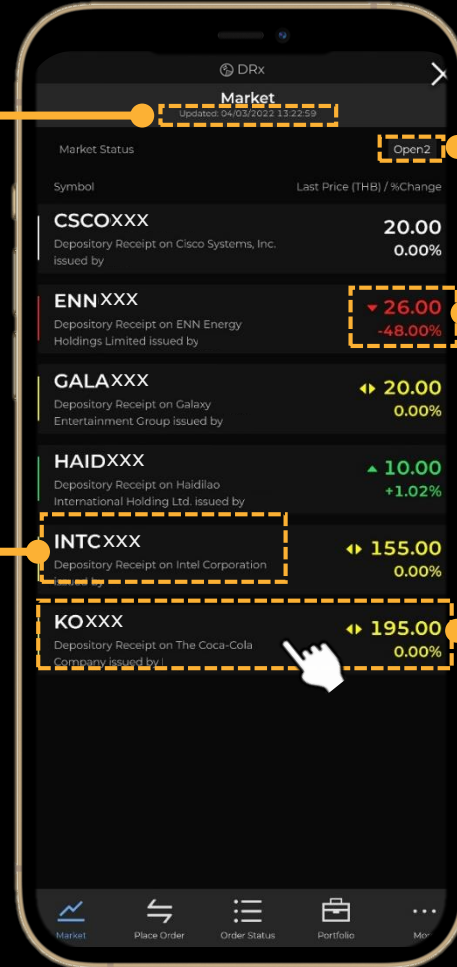 DRx
Market
Updated: 04/03/2022 13:22:59
Market Status
Open2
Symbol
Last Price (THB) / %Change
CSCOXXX
20.00
Depository Receipt on Cisco Systems, Inc.
0.00%
issued by
ENNXXX
26.00
Depository Receipt on ENN Energy
-48.00%
Holdings Limited issued by
GALAXXX
20.00
Depository Receipt on Galaxy
0.00%
Entertainment Group issued by
HAIDXXX
10.00
Depository Receipt on Haidilao
+1.02%
International Holding Ltd. issued by
INTCXXX
155.00
Depository Receipt on Intel Corporation
0.00%
issued by
KOXXX
195.00
Depository Receipt on The Coca-Cola
0.00%
Company issued by
Market
Place Order
Order Status
Portfolio